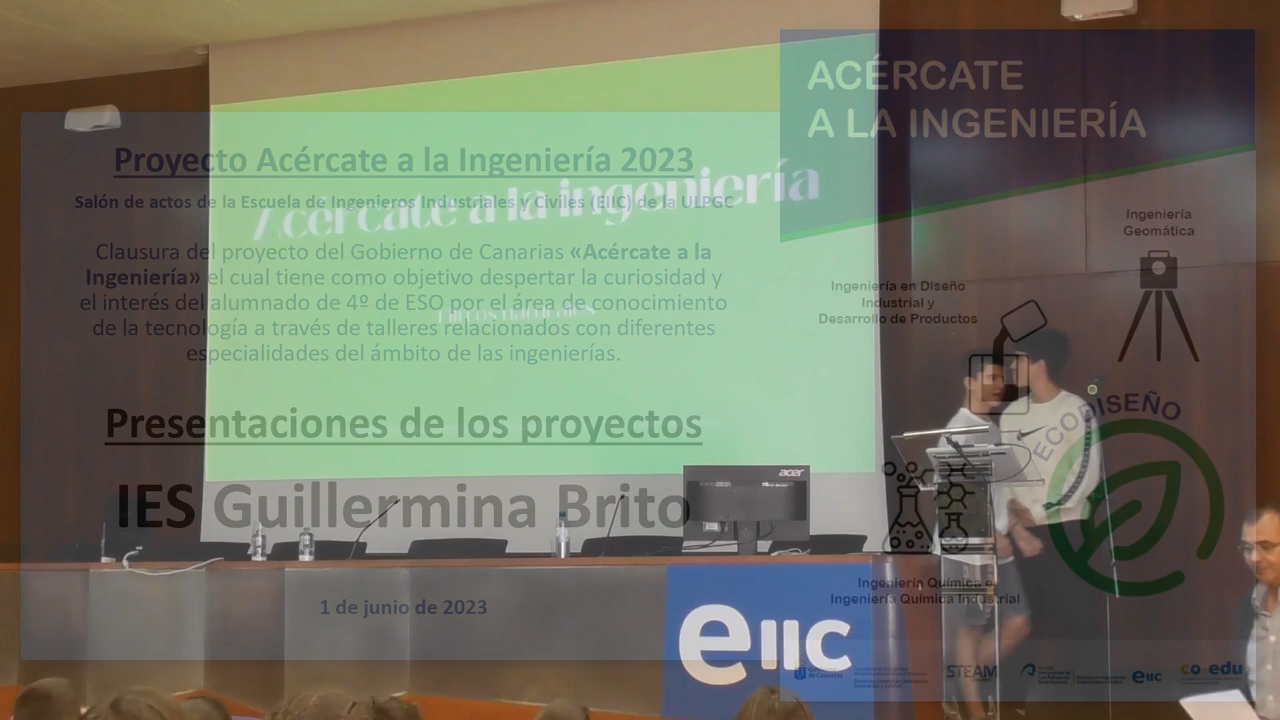 ACÉRCATE
A LA INGENIERÍA
Proyecto Acércate a la Ingeniería 2023
Salón de actos de la Escuela de Ingenieros Industriales y Civiles (EIIC) de la ULPGC
Acércate a la ingeniería
Clausura del proyecto del Gobierno de Canarias «Acércate a la
Ingeniería» el cual tiene como objetivo despertar la curiosidad y
el interés del alumnado de 4º de ESO por el área de conocimiento
de la tecnología a través de talleres relacionados con diferentes
especialidades del ámbito de las ingenierías.
Presentaciones de los proyectos
IES Guillermina Brito
1 de junio de 2023
Ingeniería
Geomática
Ingeniería en Diseño
Industrial y
Desarrollo de Productos
ECODISEÑO
acer
Ingeniería Química e
Ingeniería Química Industrial
eiic
Gobierno
de Canarias
STEAM
eiic
co-edu